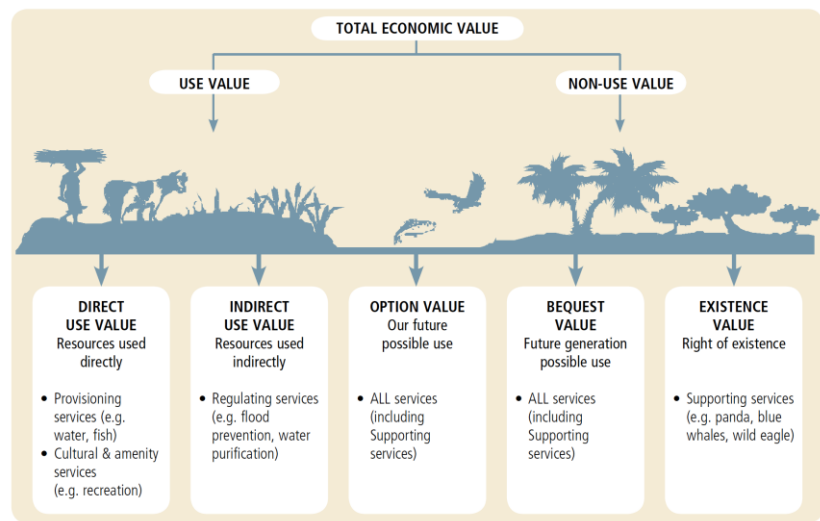 TOTAL ECONOMIC VALUE
USE VALUE
NON-USE VALUE
DIRECT
USE VALUE
Resources used
directly
• Provisioning
services (e.g.
water, fish)
• Cultural & amenity
services
(e.g. recreation)
INDIRECT
USE VALUE
Resources used
indirectly
• Regulating services
(e.g. flood
prevention, water
purification)
OPTION VALUE
Our future
possible use
• ALL services
(including
Supporting
services)
BEQUEST
VALUE
Future generation
possible use
• ALL services
(including
Supporting
services)
EXISTENCE
VALUE
Right of existence
• Supporting services
(e.g. panda, blue
whales, wild eagle)